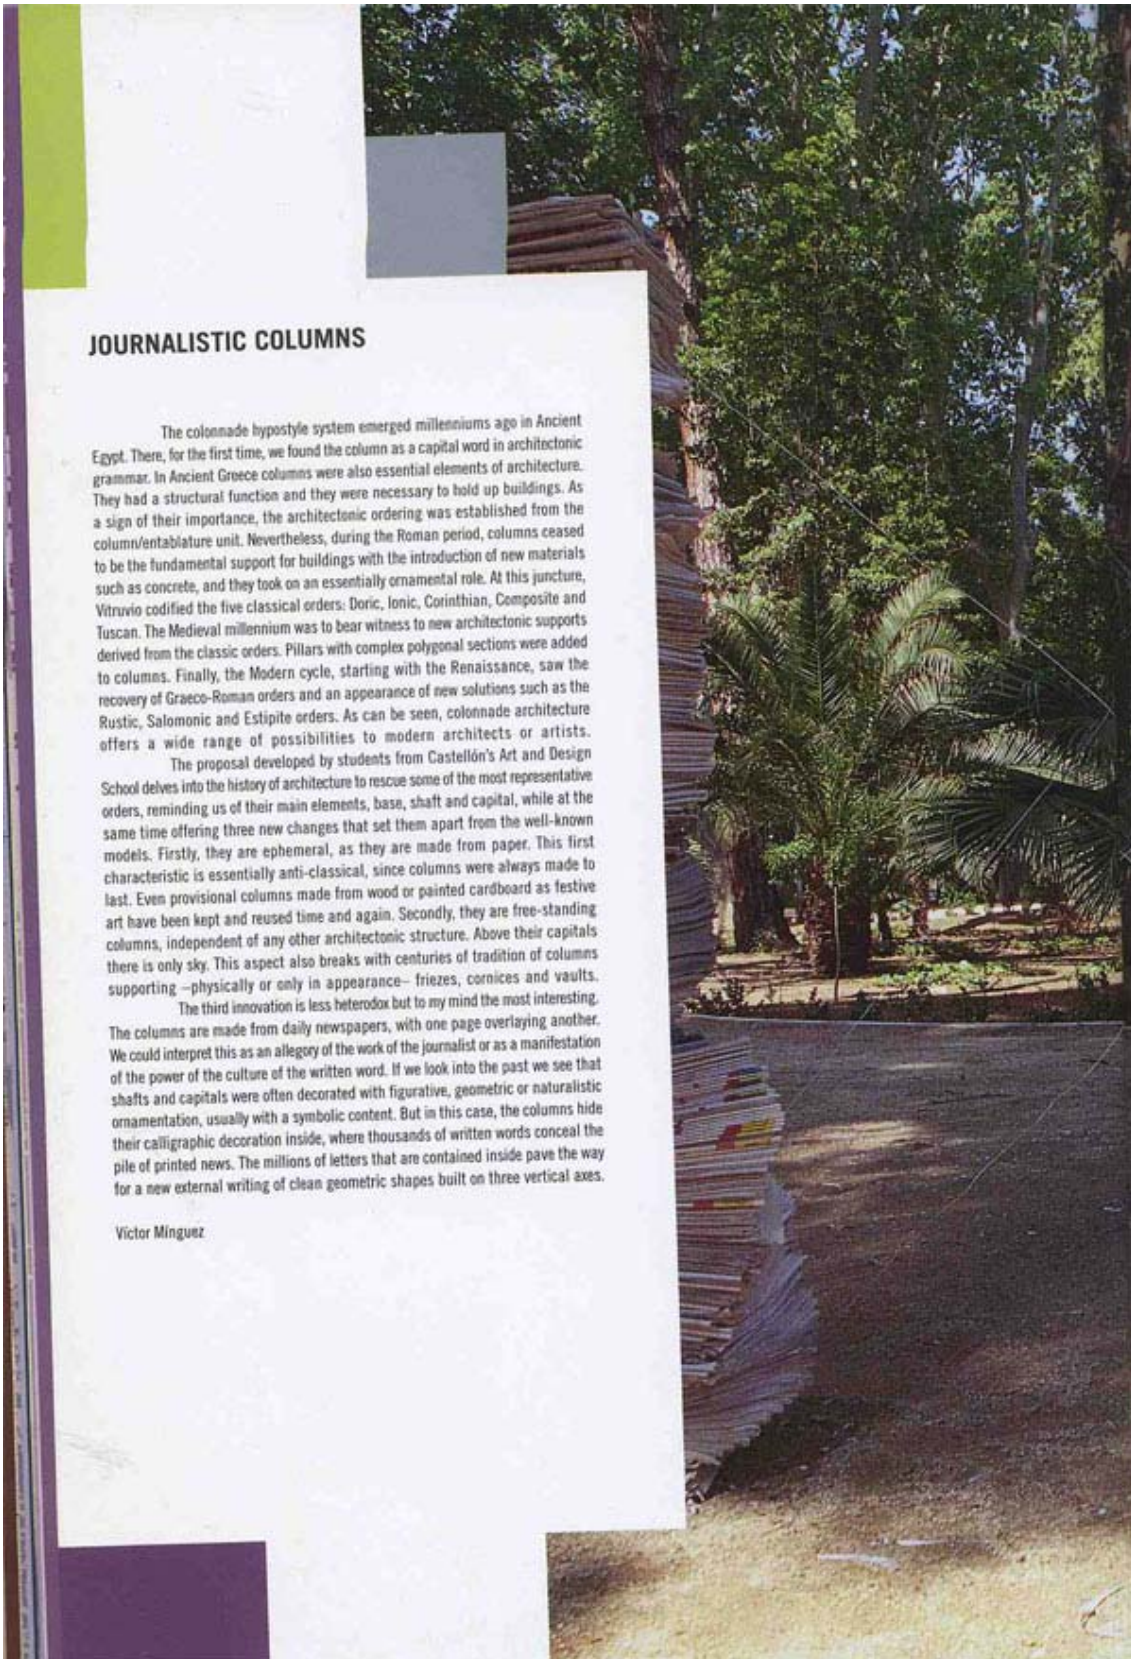 JOURNALISTIC COLUMNS
The colonnade hypostyle system emerged millenniums ago in Ancient
Egypt. There, for the first time, we found the column as a capital word in architectonic
grammar. In Ancient Greece columns were also essential elements of architecture.
They had a structural function and they were necessary to hold up buildings. As
a sign of their importance, the architectonic ordering was established from the
column/entablature unit. Nevertheless, during the Roman period, columns ceased
to be the fundamental support for buildings with the introduction of new materials
such as concrete, and they took on an essentially ornamental role. At this juncture,
Vitruvio codified the five classical orders: Doric, Ionic, Corinthian, Composite and
Tuscan. The Medieval millennium was to bear witness to new architectonic supports
derived from the classic orders. Pillars with complex polygonal sections were added
to columns. Finally, the Modern cycle, starting with the Renaissance, saw the
recovery of Graeco-Roman orders and an appearance of new solutions such as the
Rustic, Salomonic and Estipite orders. As can be seen, colonnade architecture
offers a wide range of possibilities to modern architects or artists.
The proposal developed by students from Castellón's Art and Design
School delves into the history of architecture to rescue some of the most representative
orders, reminding us of their main elements, base, shaft and capital, while at the
same time offering three new changes that set them apart from the well-known
models. Firstly, they are ephemeral, as they are made from paper. This first
characteristic is essentially anti-classical, since columns were always made to
last. Even provisional columns made from wood or painted cardboard as festive
art have been kept and reused time and again. Secondly, they are free-standing
columns, independent of any other architectonic structure. Above their capitals
there is only sky. This aspect also breaks with centuries of tradition of columns
supporting –physically or only in appearance– friezes, cornices and vaults.
The third innovation is less heterodox but to my mind the most interesting.
The columns are made from daily newspapers, with one page overlaying another.
We could interpret this as an allegory of the work of the journalist or as a manifestation
of the power of the culture of the written word. If we look into the past we see that
shafts and capitals were often decorated with figurative, geometric or naturalistic
ornamentation, usually with a symbolic content. But in this case, the columns hide
their calligraphic decoration inside, where thousands of written words conceal the
pile of printed news. The millions of letters that are contained inside pave the way
for a new external writing of clean geometric shapes built on three vertical axes.
Víctor Mínguez